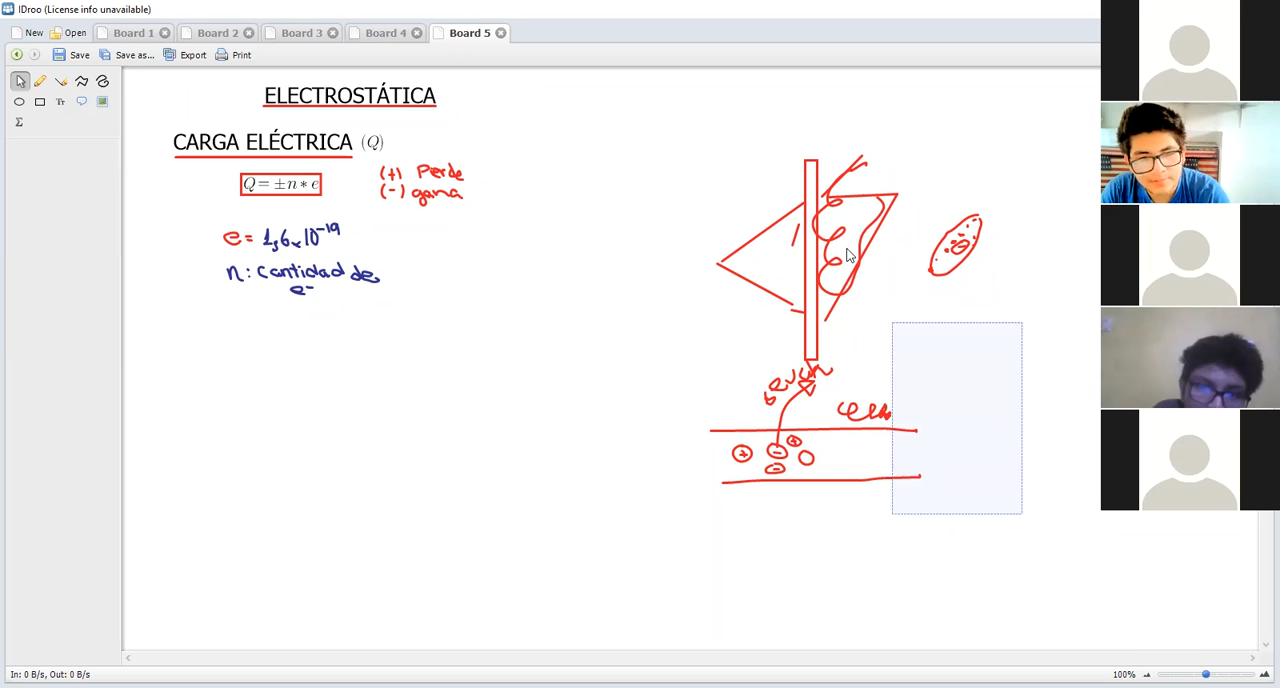 IDroo (License info unavailable)
New Open Board 1 Board 2 Board 3 Board 4 Board 5
Save Save as... Export Print
ELECTROSTÁTICA
CARGA ELÉCTRICA (Q)
Q = ±n * e
(+) Pierde
(-) gana
e = 1,6 x 10⁻¹⁹
n: Cantidad de
e⁻
Tr
Σ
+ - +
-
In: 0 B/s, Out: 0 B/s
100%